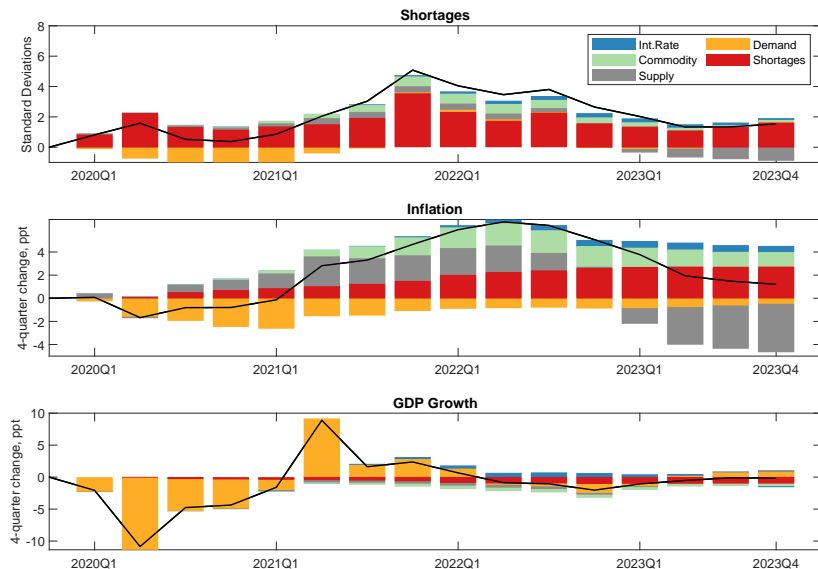 Shortages
Standard Deviations
8
6
4
2
0
Int.Rate
Commodity
Supply
Demand
Shortages
2020Q1
2021Q1
2022Q1
2023Q1
2023Q4
Inflation
4-quarter change, ppt
4
2
0
-2
-4
2020Q1
2021Q1
2022Q1
2023Q1
2023Q4
GDP Growth
4-quarter change, ppt
10
5
0
-5
-10
2020Q1
2021Q1
2022Q1
2023Q1
2023Q4